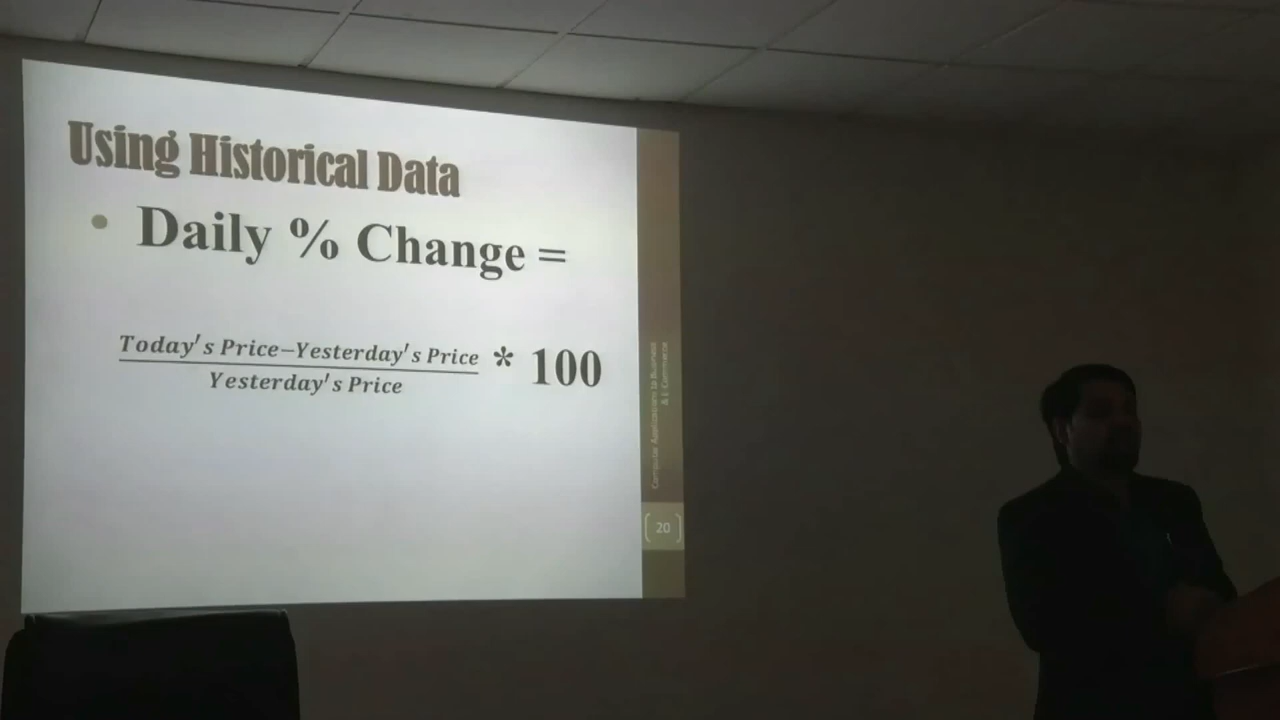 Using Historical Data
• Daily % Change =
Today's Price−Yesterday's Price
Yesterday's Price
* 100
Computer Applications to Business
& E Commerce
20